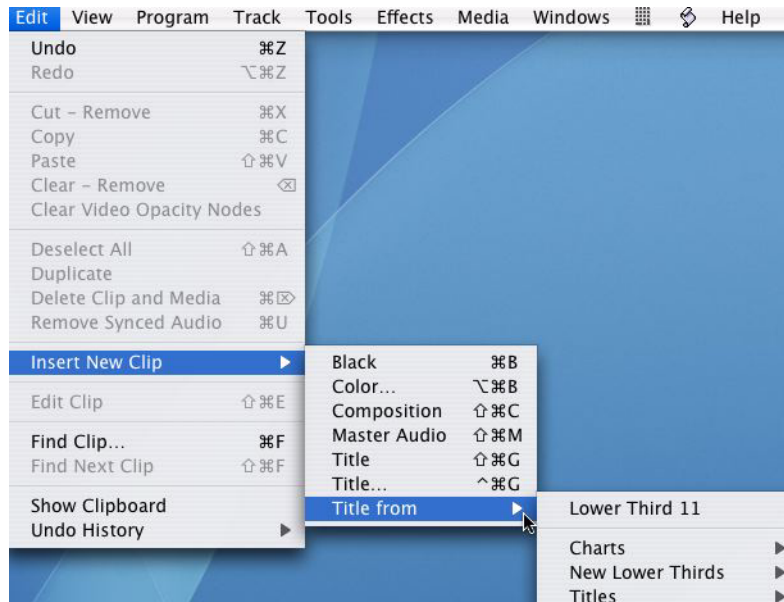 Edit View Program Track Tools Effects Media Windows Help
Undo ⌘Z
Redo ⌥⌘Z
Cut – Remove ⌘X
Copy ⌘C
Paste ⇧⌘V
Clear – Remove ⌫
Clear Video Opacity Nodes
Deselect All ⇧⌘A
Duplicate
Delete Clip and Media ⌘⌦
Remove Synced Audio ⌘U
Insert New Clip ▶
Edit Clip ⇧⌘E
Find Clip... ⌘F
Find Next Clip ⇧⌘F
Show Clipboard
Undo History ▶
Black ⌘B
Color... ⌥⌘B
Composition ⇧⌘C
Master Audio ⇧⌘M
Title ⇧⌘G
Title... ^⌘G
Title from ▶
Lower Third 11
Charts ▶
New Lower Thirds ▶
Titles